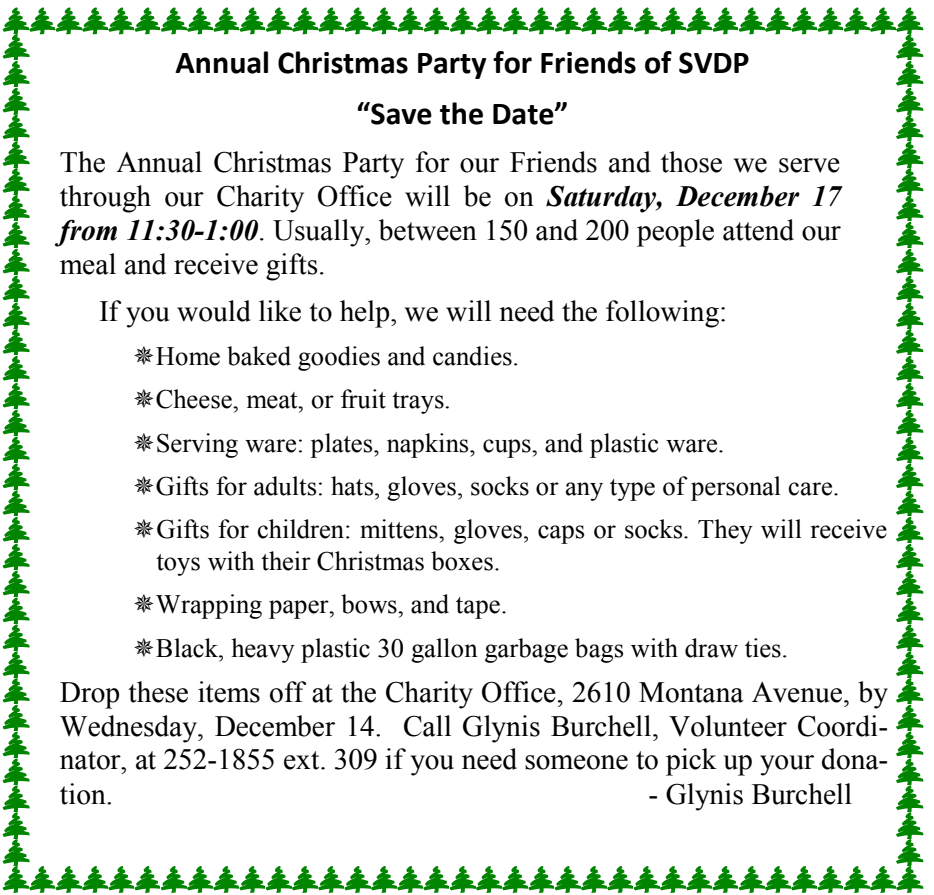 Annual Christmas Party for Friends of SVDP
“Save the Date”
The Annual Christmas Party for our Friends and those we serve
through our Charity Office will be on Saturday, December 17
from 11:30-1:00. Usually, between 150 and 200 people attend our
meal and receive gifts.
If you would like to help, we will need the following:
✵Home baked goodies and candies.
✵Cheese, meat, or fruit trays.
✵Serving ware: plates, napkins, cups, and plastic ware.
✵Gifts for adults: hats, gloves, socks or any type of personal care.
✵Gifts for children: mittens, gloves, caps or socks. They will receive
toys with their Christmas boxes.
✵Wrapping paper, bows, and tape.
✵Black, heavy plastic 30 gallon garbage bags with draw ties.
Drop these items off at the Charity Office, 2610 Montana Avenue, by
Wednesday, December 14.  Call Glynis Burchell, Volunteer Coordi-
nator, at 252-1855 ext. 309 if you need someone to pick up your dona-
tion. - Glynis Burchell